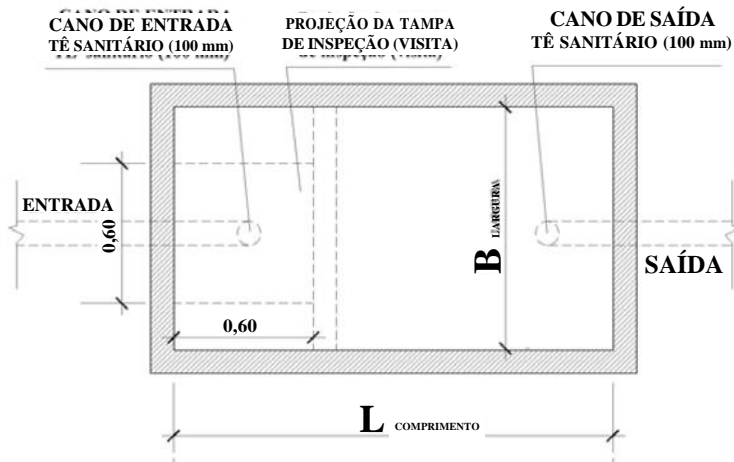 CANO DE ENTRADA
TÊ SANITÁRIO (100 mm)
PROJEÇÃO DA TAMPA
DE INSPEÇÃO (VISITA)
CANO DE SAÍDA
TÊ SANITÁRIO (100 mm)
ENTRADA
0,60
0,60
B LARGURA
SAÍDA
L COMPRIMENTO